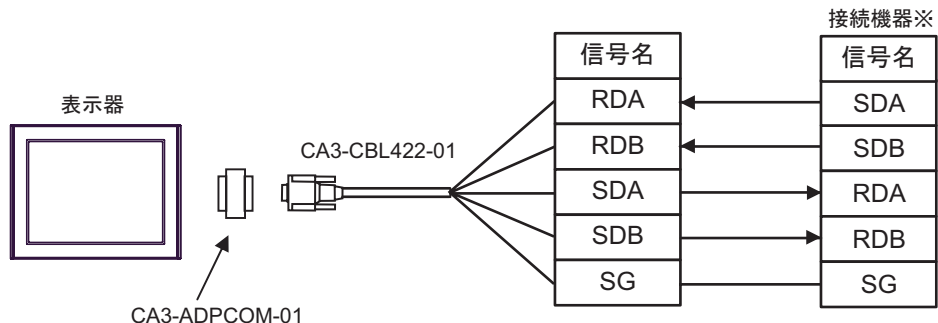 接続機器※
信号名
信号名
表示器
RDA
SDA
CA3-CBL422-01
RDB
SDB
SDA
RDA
SDB
RDB
SG
SG
CA3-ADPCOM-01